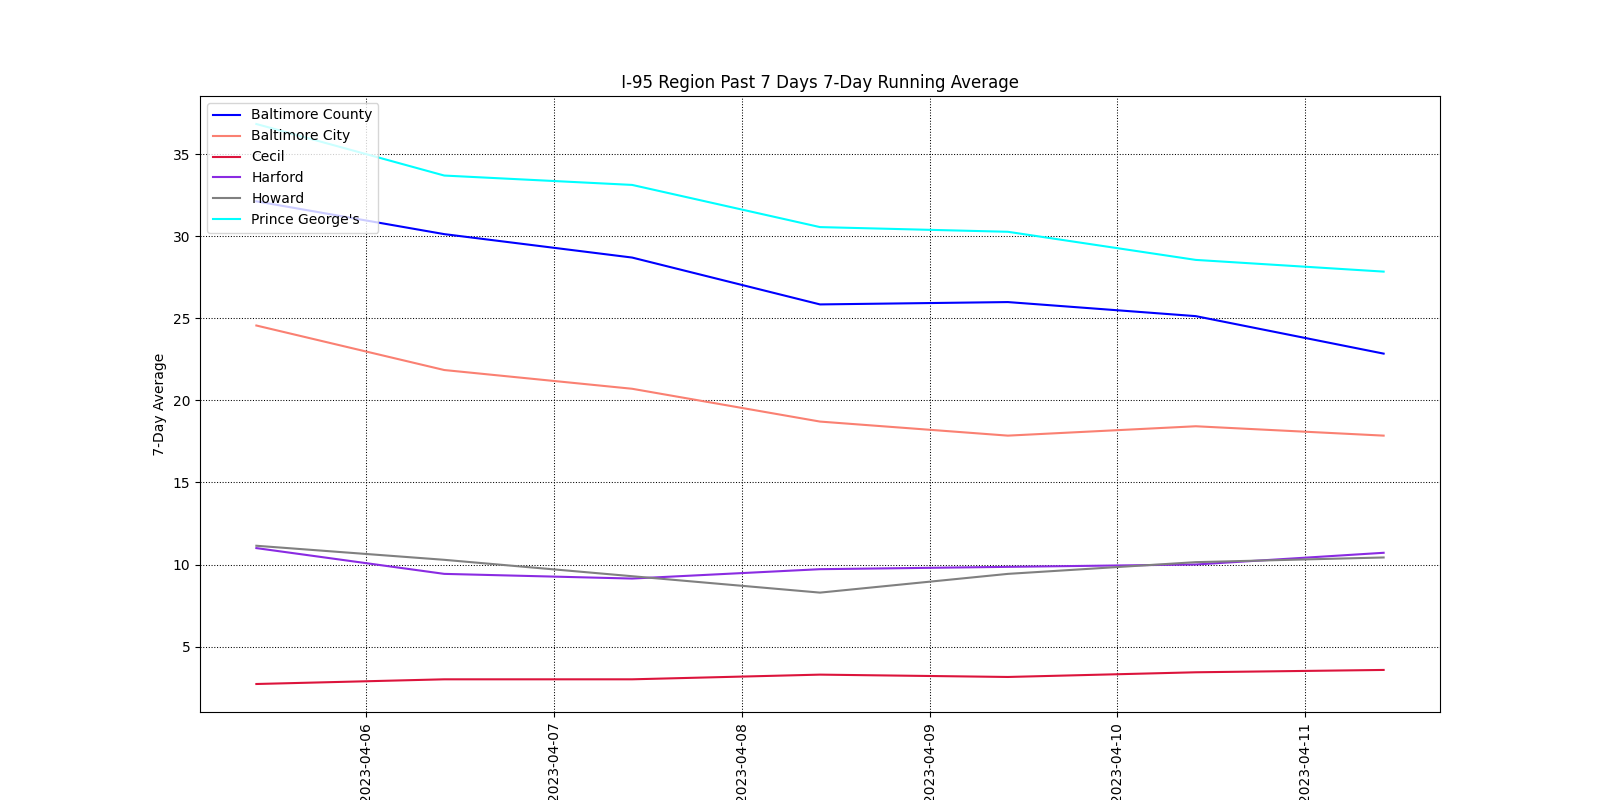 I-95 Region Past 7 Days 7-Day Running Average
Baltimore County
Baltimore City
Cecil
Harford
Howard
Prince George's
7-Day Average
35
30
25
20
15
10
5
2023-04-06
2023-04-07
2023-04-08
2023-04-09
2023-04-10
2023-04-11